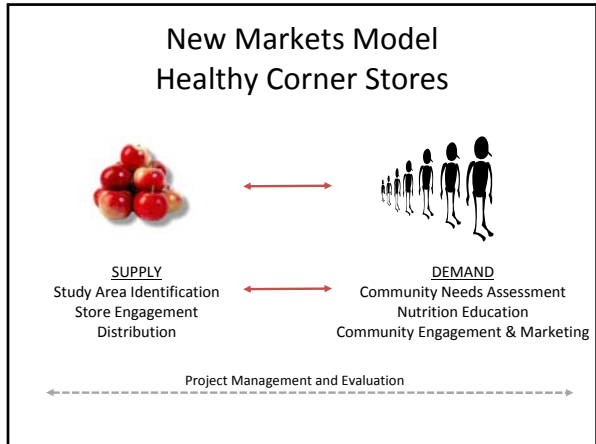 New Markets Model
Healthy Corner Stores
SUPPLY
Study Area Identification
Store Engagement
Distribution
DEMAND
Community Needs Assessment
Nutrition Education
Community Engagement & Marketing
Project Management and Evaluation